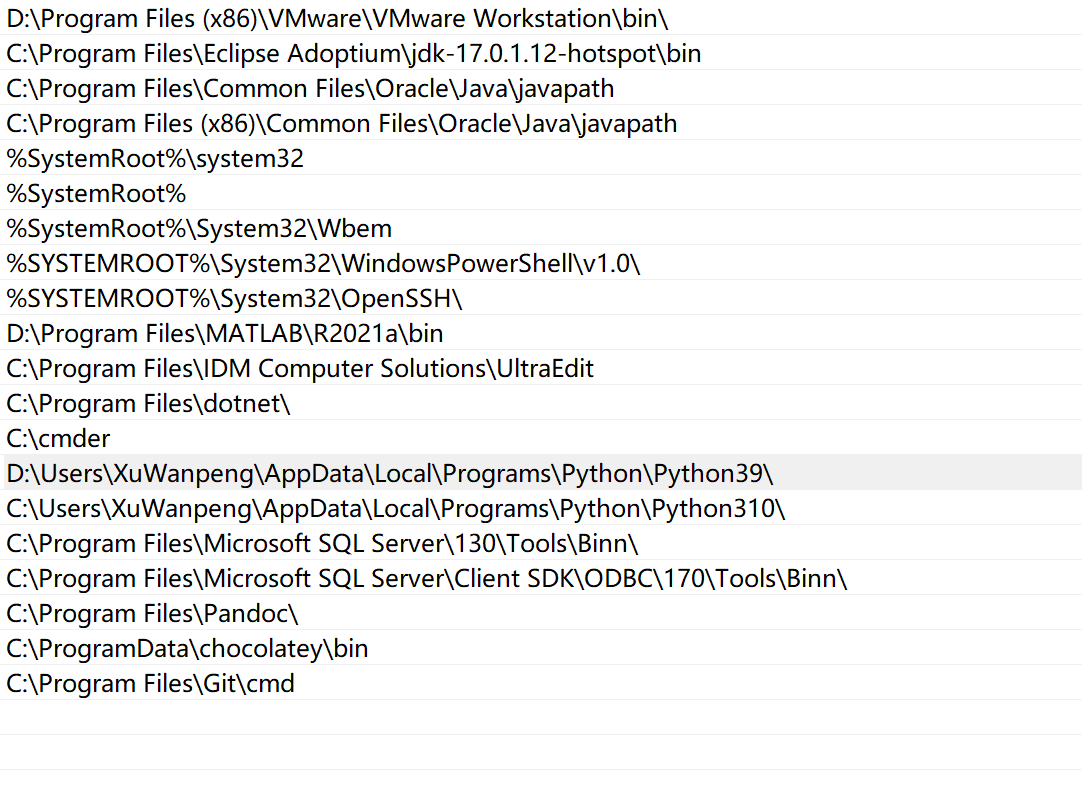 D:\Program Files (x86)\VMware\VMware Workstation\bin\
C:\Program Files\Eclipse Adoptium\jdk-17.0.1.12-hotspot\bin
C:\Program Files\Common Files\Oracle\Java\javapath
C:\Program Files (x86)\Common Files\Oracle\Java\javapath
%SystemRoot%\system32
%SystemRoot%
%SystemRoot%\System32\Wbem
%SYSTEMROOT%\System32\WindowsPowerShell\v1.0\
%SYSTEMROOT%\System32\OpenSSH\
D:\Program Files\MATLAB\R2021a\bin
C:\Program Files\IDM Computer Solutions\UltraEdit
C:\Program Files\dotnet\
C:\cmder
D:\Users\XuWanpeng\AppData\Local\Programs\Python\Python39\
C:\Users\XuWanpeng\AppData\Local\Programs\Python\Python310\
C:\Program Files\Microsoft SQL Server\130\Tools\Binn\
C:\Program Files\Microsoft SQL Server\Client SDK\ODBC\170\Tools\Binn\
C:\Program Files\Pandoc\
C:\ProgramData\chocolatey\bin
C:\Program Files\Git\cmd